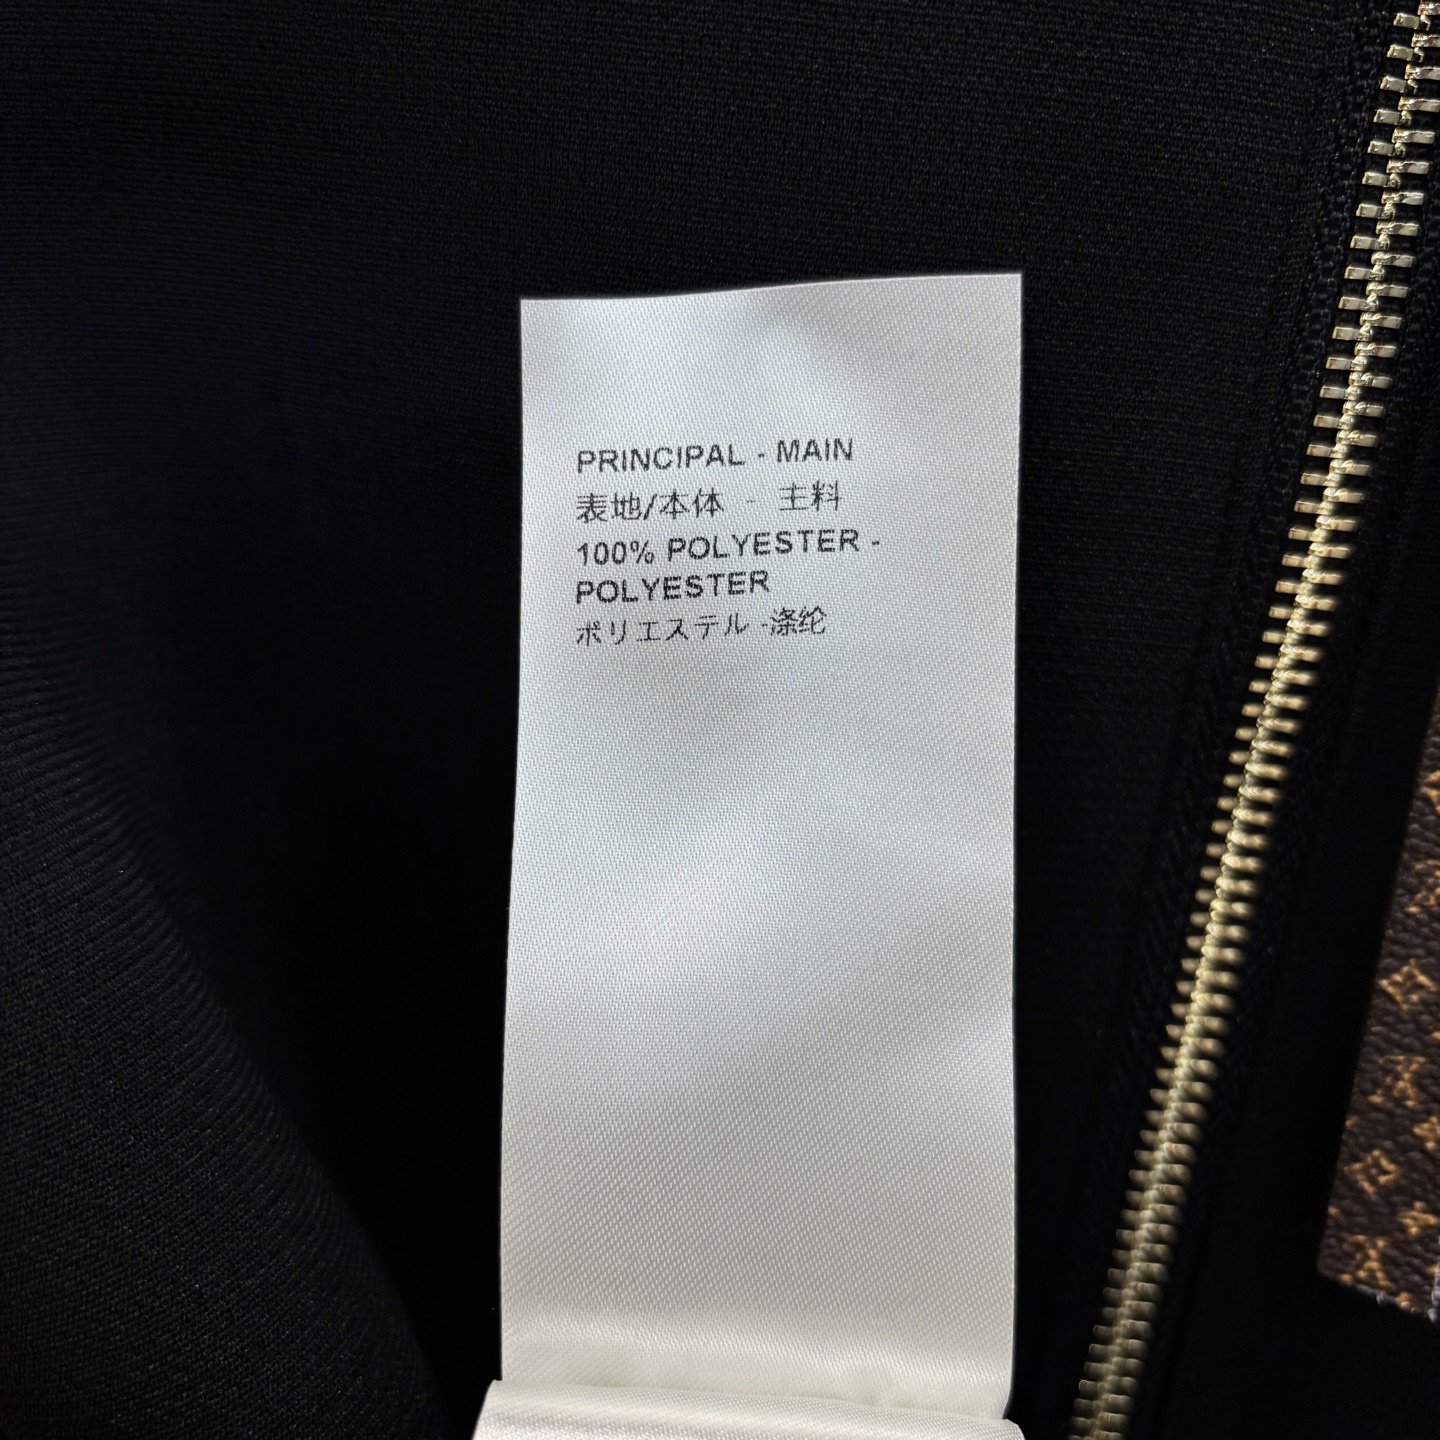 PRINCIPAL - MAIN
表地/本体 - 主料
100% POLYESTER -
POLYESTER
ポリエステル -涤纶